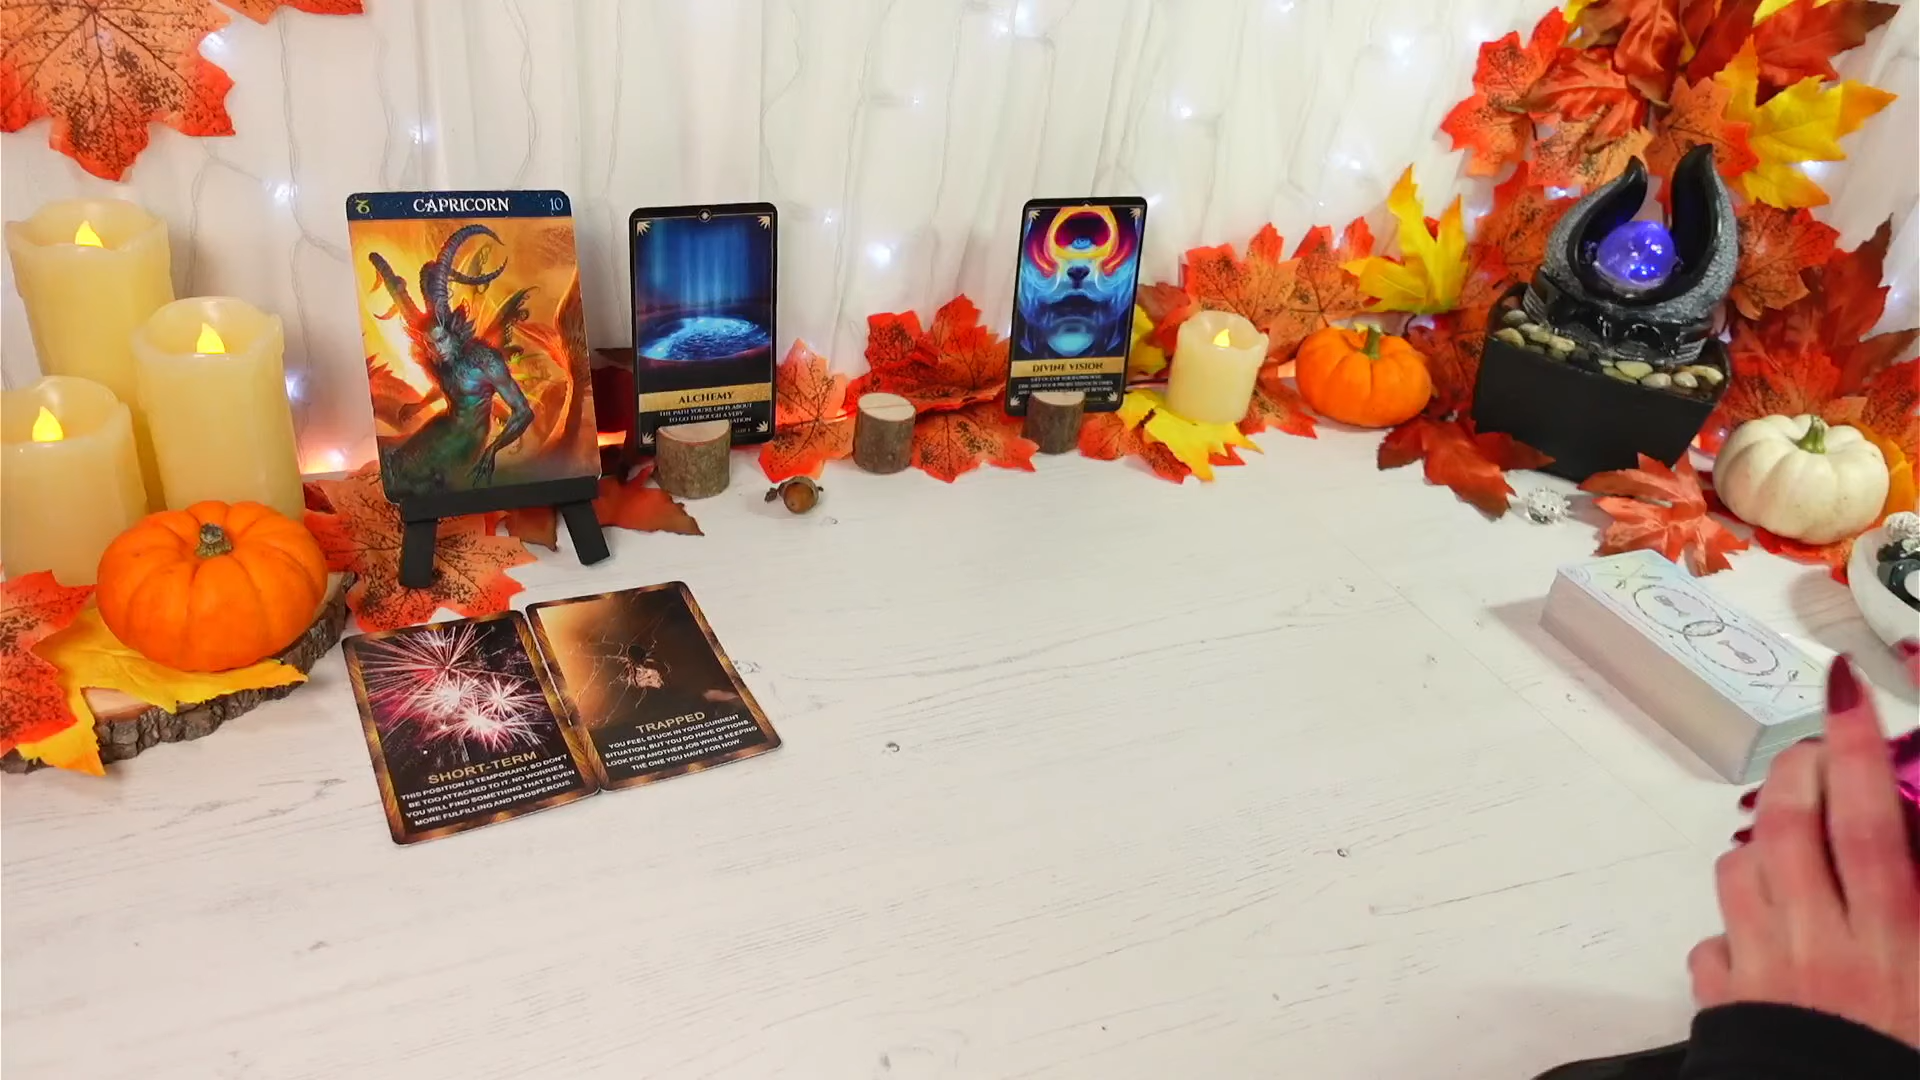 CAPRICORN
10
ALCHEMY
THE PATH YOU'RE ON IS ABOUT
TO GO THROUGH A VERY
DIVINE VISION
SHORT-TERM
THIS POSITION IS TEMPORARY, SO DON'T
BE TOO ATTACHED TO IT. NO WORRIES,
YOU WILL FIND SOMETHING THAT'S EVEN
MORE FULFILLING AND PROSPEROUS.
TRAPPED
YOU FEEL STUCK IN YOUR CURRENT
SITUATION, BUT YOU DO HAVE OPTIONS.
LOOK FOR ANOTHER JOB WHILE KEEPING
THE ONE YOU HAVE FOR NOW.